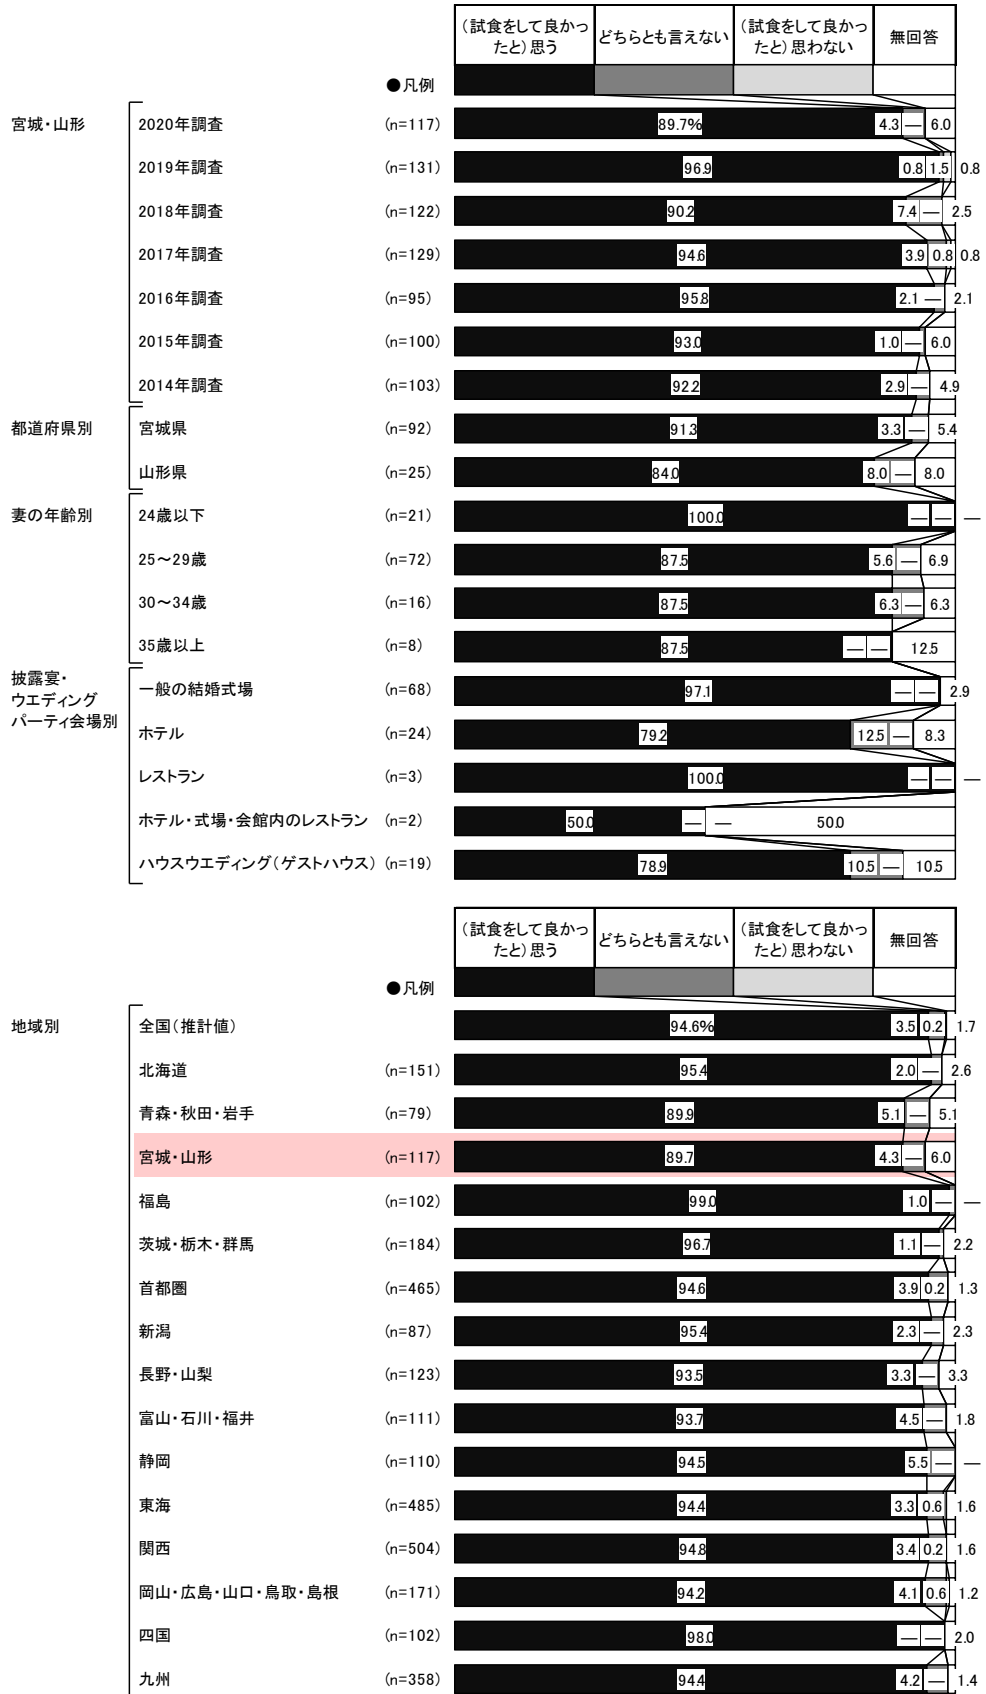 (試食をして良かっ
たと)思う
どちらとも言えない
(試食をして良かっ
たと)思わない
無回答
●凡例
宮城・山形 2020年調査 (n=117) 89.7% 4.3 — 6.0
2019年調査 (n=131) 96.9 0.8 1.5 0.8
2018年調査 (n=122) 90.2 7.4 — 2.5
2017年調査 (n=129) 94.6 3.9 0.8 0.8
2016年調査 (n=95) 95.8 2.1 — 2.1
2015年調査 (n=100) 93.0 1.0 — 6.0
2014年調査 (n=103) 92.2 2.9 — 4.9
都道府県別 宮城県 (n=92) 91.3 3.3 — 5.4
山形県 (n=25) 84.0 8.0 — 8.0
妻の年齢別 24歳以下 (n=21) 100.0 — — —
25~29歳 (n=72) 87.5 5.6 — 6.9
30~34歳 (n=16) 87.5 6.3 — 6.3
35歳以上 (n=8) 87.5 — — 12.5
披露宴・
ウエディング
パーティ会場別
一般の結婚式場 (n=68) 97.1 — — 2.9
ホテル (n=24) 79.2 12.5 — 8.3
レストラン (n=3) 100.0 — — —
ホテル・式場・会館内のレストラン (n=2) 50.0 — — 50.0
ハウスウエディング(ゲストハウス) (n=19) 78.9 10.5 — 10.5
(試食をして良かっ
たと)思う
どちらとも言えない
(試食をして良かっ
たと)思わない
無回答
●凡例
地域別 全国(推計値) 94.6% 3.5 0.2 1.7
北海道 (n=151) 95.4 2.0 — 2.6
青森・秋田・岩手 (n=79) 89.9 5.1 — 5.1
宮城・山形 (n=117) 89.7 4.3 — 6.0
福島 (n=102) 99.0 1.0 — —
茨城・栃木・群馬 (n=184) 96.7 1.1 — 2.2
首都圏 (n=465) 94.6 3.9 0.2 1.3
新潟 (n=87) 95.4 2.3 — 2.3
長野・山梨 (n=123) 93.5 3.3 — 3.3
富山・石川・福井 (n=111) 93.7 4.5 — 1.8
静岡 (n=110) 94.5 5.5 — —
東海 (n=485) 94.4 3.3 0.6 1.6
関西 (n=504) 94.8 3.4 0.2 1.6
岡山・広島・山口・鳥取・島根 (n=171) 94.2 4.1 0.6 1.2
四国 (n=102) 98.0 — — 2.0
九州 (n=358) 94.4 4.2 — 1.4